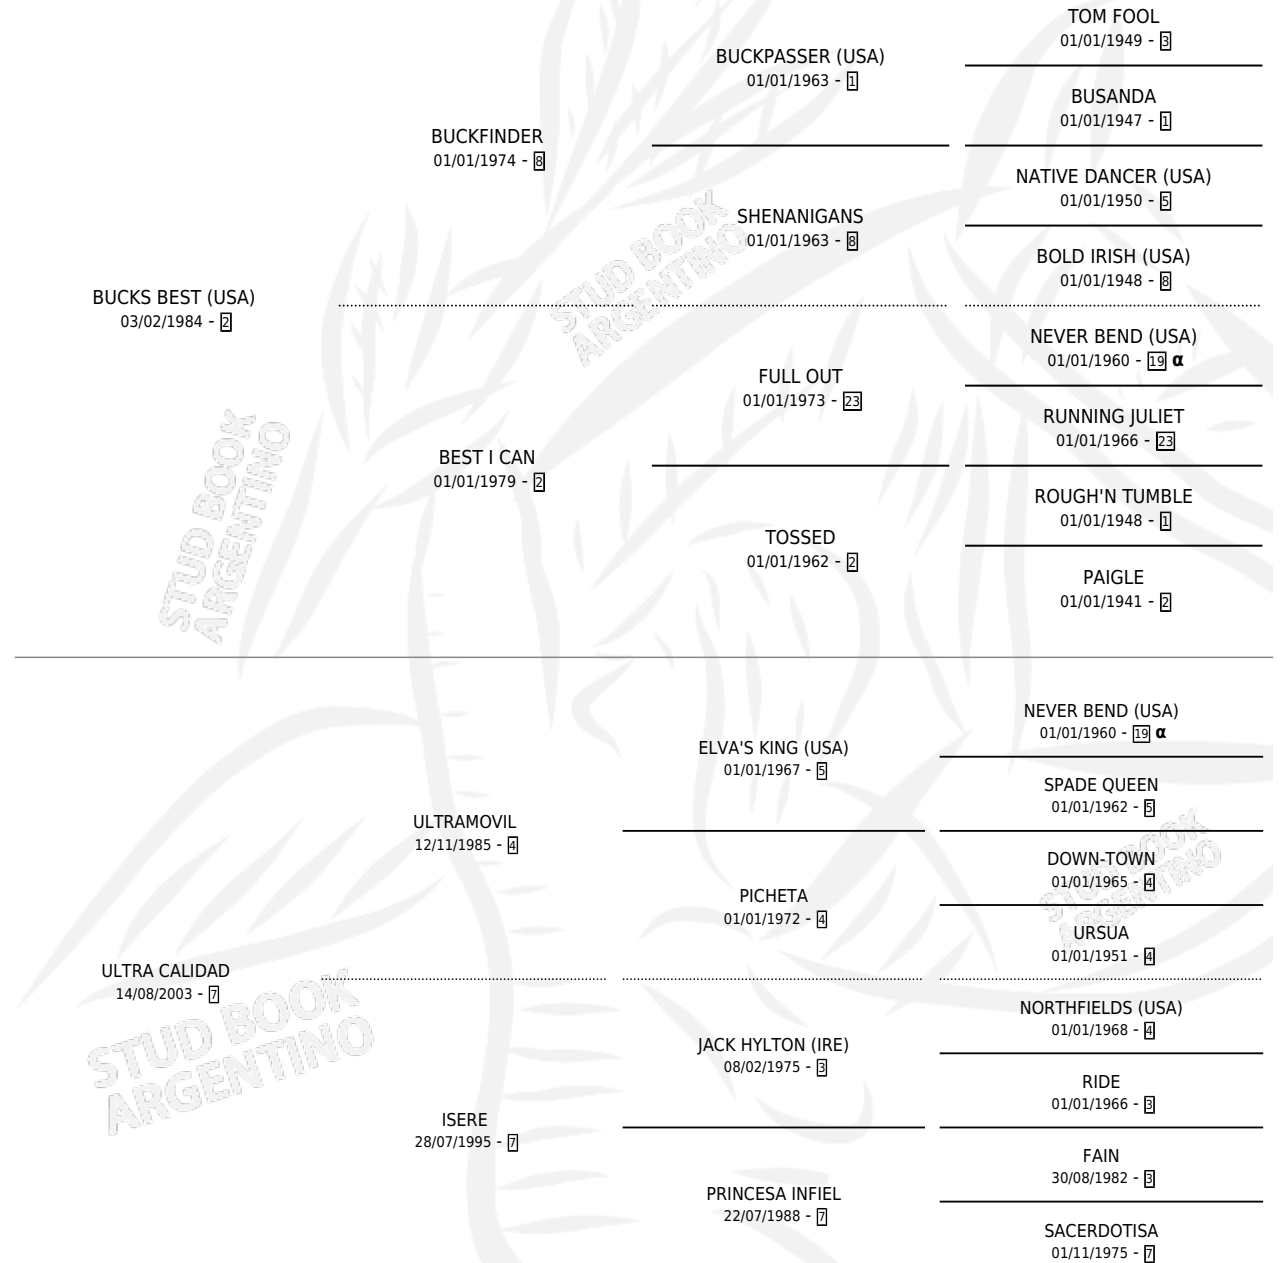 TOM FOOL
01/01/1949 - 3
BUCKPASSER (USA)
01/01/1963 - 1
BUSANDA
01/01/1947 - 1
BUCKFINDER
01/01/1974 - 8
NATIVE DANCER (USA)
01/01/1950 - 5
SHENANIGANS
01/01/1963 - 8
BOLD IRISH (USA)
01/01/1948 - 8
STUD BOOK
ARGENTINO
BUCKS BEST (USA)
03/02/1984 - 2
NEVER BEND (USA)
01/01/1960 - 19 α
FULL OUT
01/01/1973 - 23
RUNNING JULIET
01/01/1966 - 23
BEST I CAN
01/01/1979 - 2
ROUGH'N TUMBLE
01/01/1948 - 1
TOSSED
01/01/1962 - 2
PAIGLE
01/01/1941 - 2
STUD BOOK
ARGENTINO
NEVER BEND (USA)
01/01/1960 - 19 α
ELVA'S KING (USA)
01/01/1967 - 5
SPADE QUEEN
01/01/1962 - 5
ULTRAMOVIL
12/11/1985 - 4
DOWN-TOWN
01/01/1965 - 4
PICHETA
01/01/1972 - 4
URSUA
01/01/1951 - 4
STUD BOOK
ARGENTINO
ULTRA CALIDAD
14/08/2003 - 7
NORTHFIELDS (USA)
01/01/1968 - 4
JACK HYLTON (IRE)
08/02/1975 - 3
RIDE
01/01/1966 - 3
STUD BOOK
ARGENTINO
ISERE
28/07/1995 - 7
FAIN
30/08/1982 - 3
PRINCESA INFIEL
22/07/1988 - 7
SACERDOTISA
01/11/1975 - 7